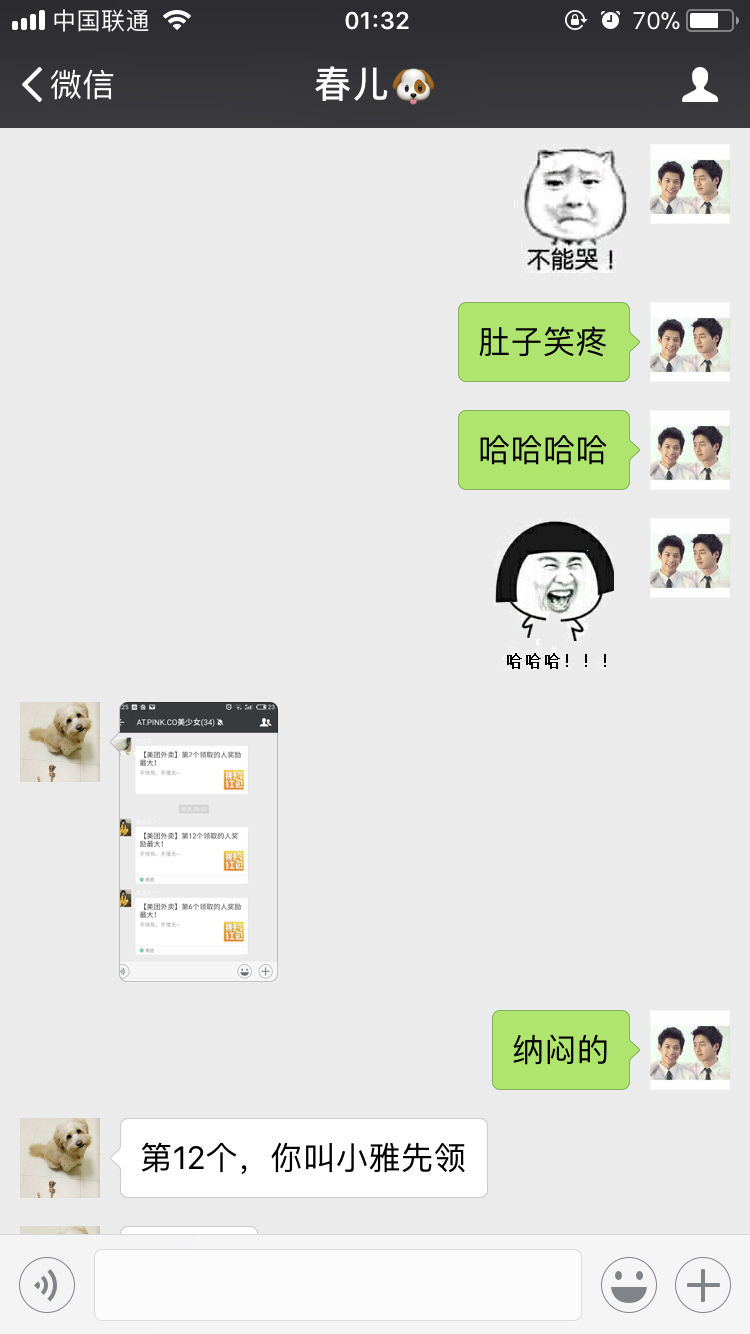 中国联通
01:32
70%
微信
春儿
不能哭！
肚子笑疼
哈哈哈哈
哈哈哈！！！
AT.PINK.CO美少女(34)
【美团外卖】第7个领取的人奖励
最大!
【美团外卖】第12个领取的人奖
励最大!
【美团外卖】第6个领取的人奖励
最大!
纳闷的
第12个，你叫小雅先领